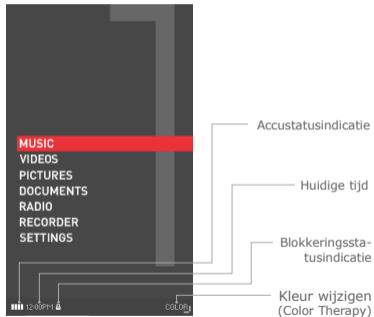 MUSIC
VIDEOS
PICTURES
DOCUMENTS
RADIO
RECORDER
SETTINGS
12:00PM
COLOR
Accustatusindicatie
Huidige tijd
Blokkeringssta-
tusindicatie
Kleur wijzigen
(Color Therapy)